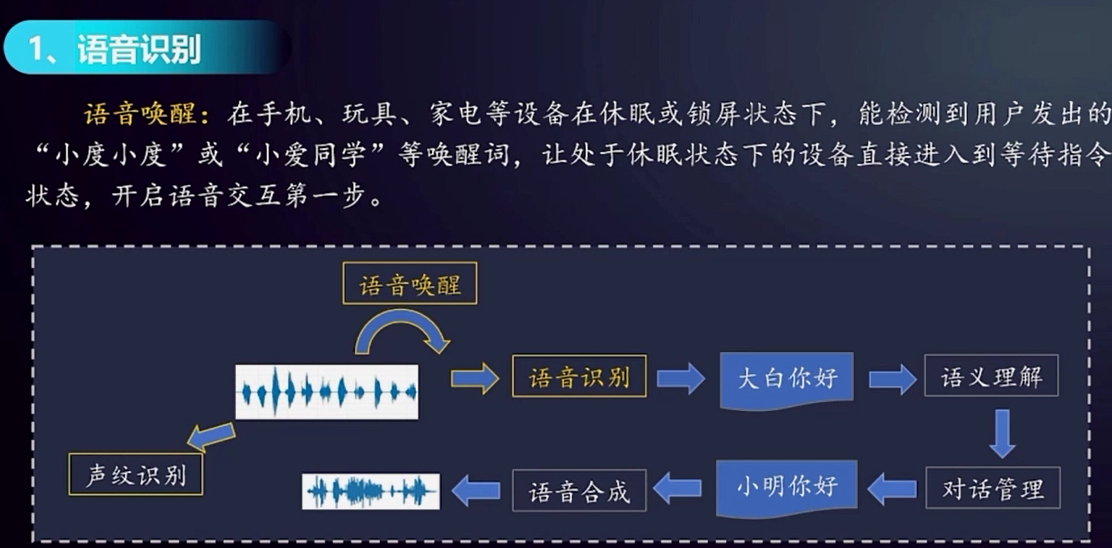 1、语音识别
语音唤醒：在手机、玩具、家电等设备在休眠或锁屏状态下，能检测到用户发出的
“小度小度”或“小爱同学”等唤醒词，让处于休眠状态下的设备直接进入到等待指令
状态，开启语音交互第一步。
语音唤醒
语音识别
大白你好
语义理解
声纹识别
语音合成
小明你好
对话管理